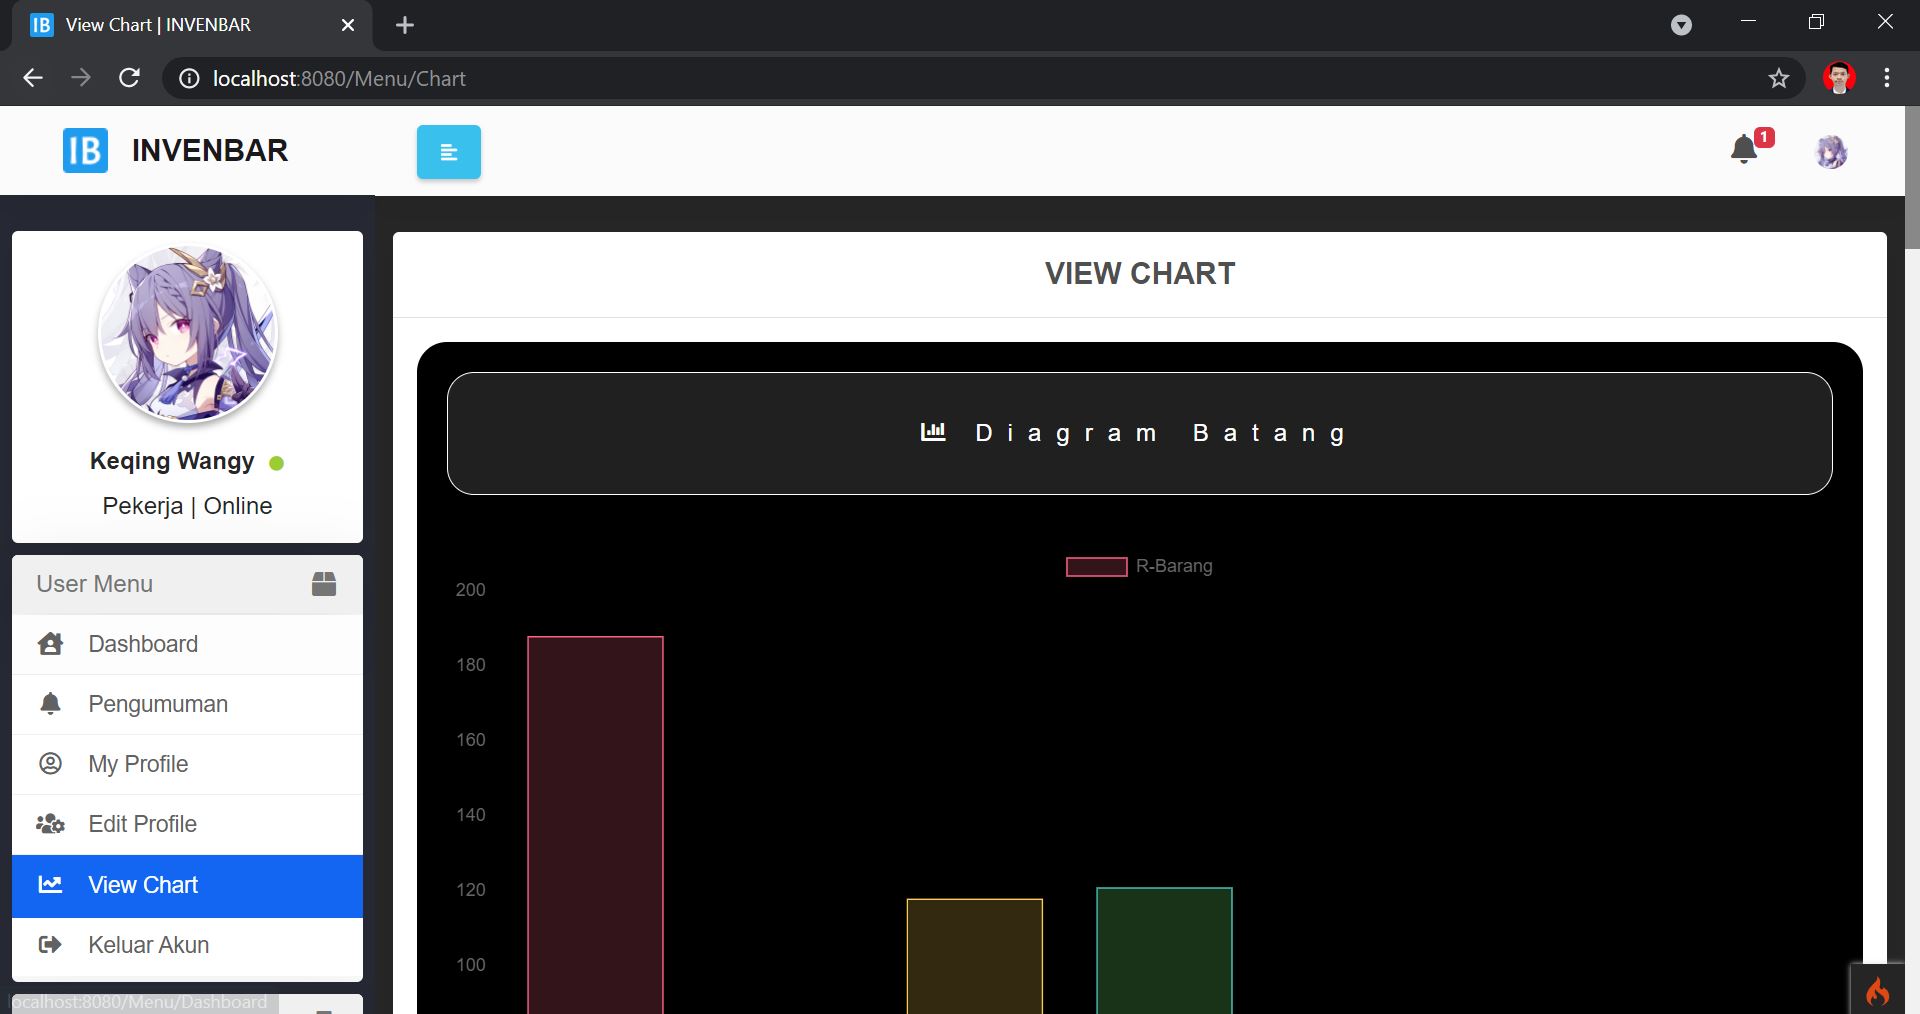 IB View Chart | INVENBAR
localhost:8080/Menu/Chart
IB INVENBAR
1
VIEW CHART
Diagram Batang
Keqing Wangy
Pekerja | Online
User Menu
Dashboard
Pengumuman
My Profile
Edit Profile
View Chart
Keluar Akun
localhost:8080/Menu/Dashboard
R-Barang
200
180
160
140
120
100